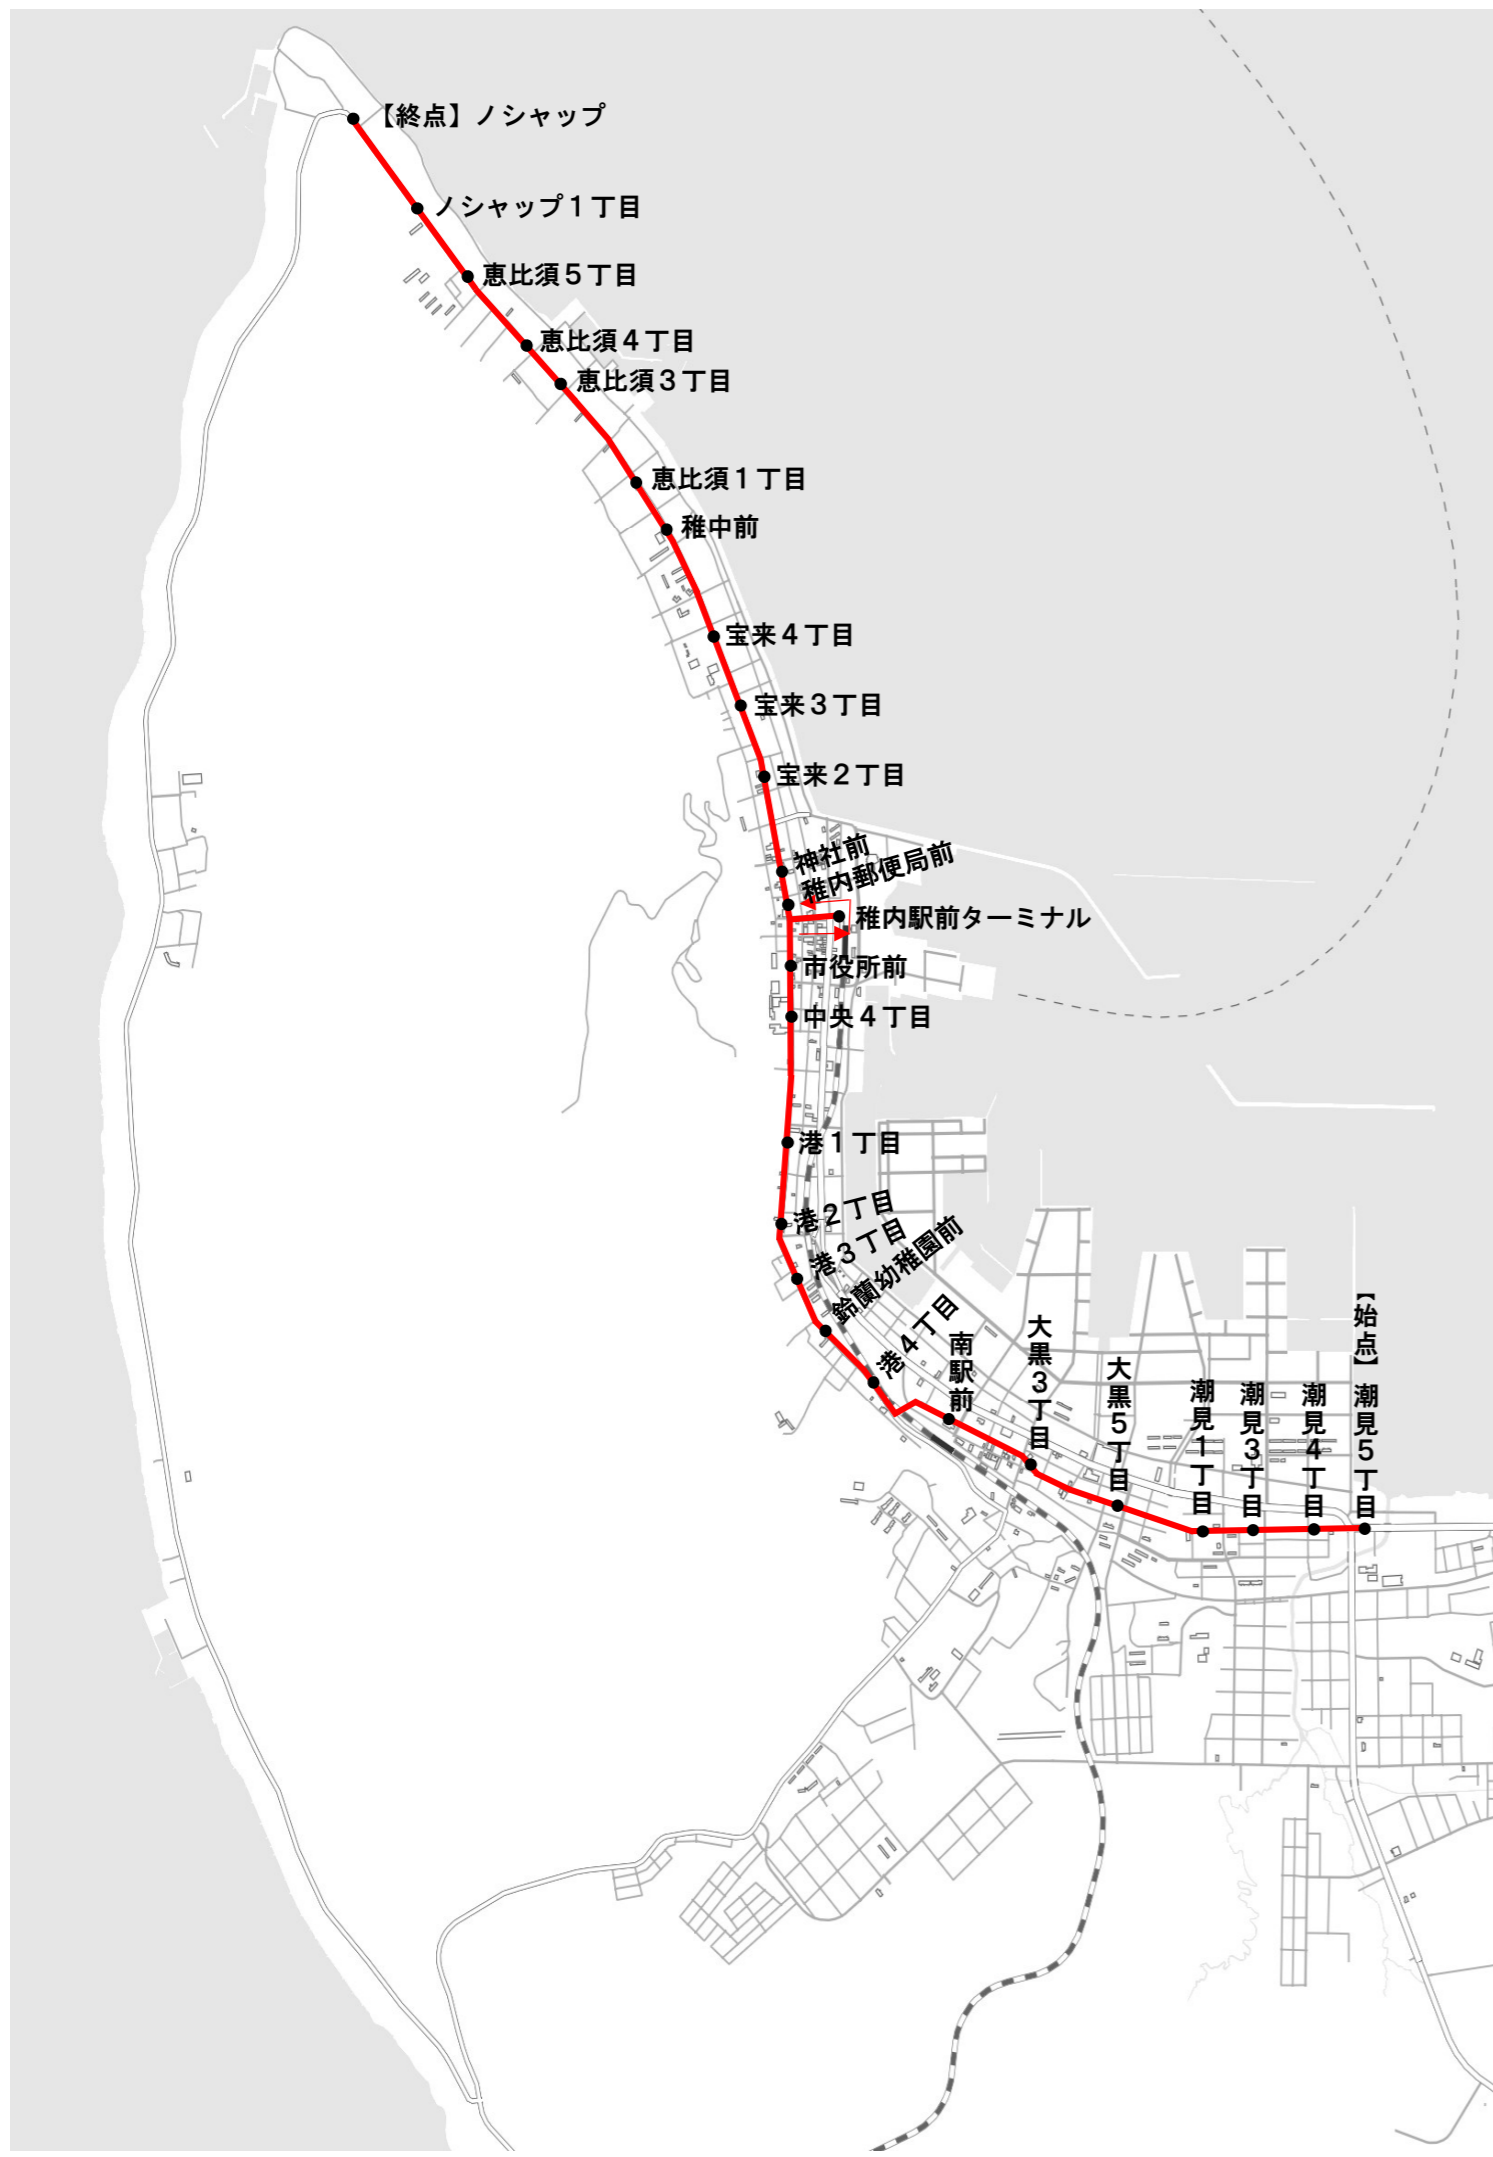 【終点】ノシャップ
ノシャップ１丁目
恵比須５丁目
恵比須４丁目
恵比須３丁目
恵比須１丁目
稚中前
宝来４丁目
宝来３丁目
宝来２丁目
神社前
稚内郵便局前
稚内駅前ターミナル
市役所前
中央４丁目
港１丁目
港２丁目
港３丁目
鈴蘭幼稚園前
港４丁目
南駅前
大黒３丁目
大黒５丁目
潮見１丁目
潮見３丁目
潮見４丁目
【始点】潮見５丁目